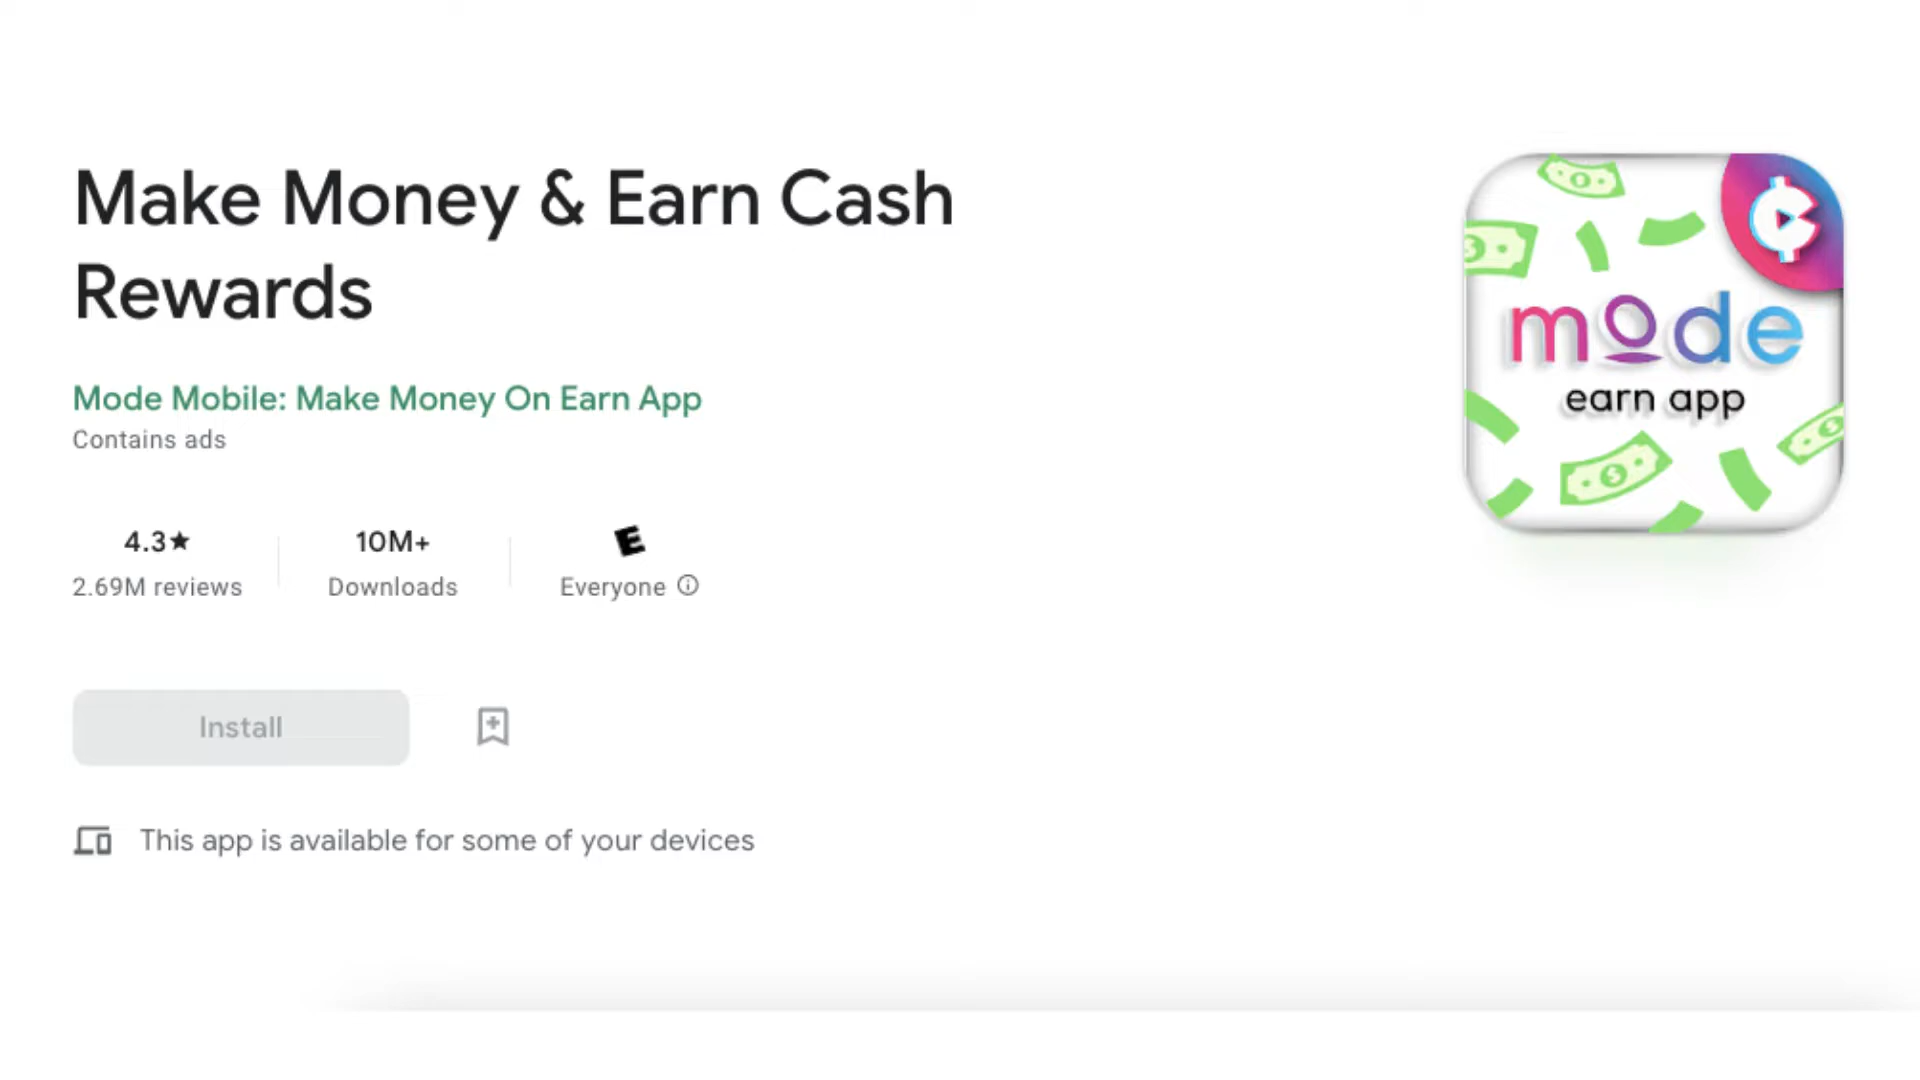 Make Money & Earn Cash
Rewards
Mode Mobile: Make Money On Earn App
Contains ads
4.3★
2.69M reviews
10M+
Downloads
E
Everyone
Install
This app is available for some of your devices
mode
earn app